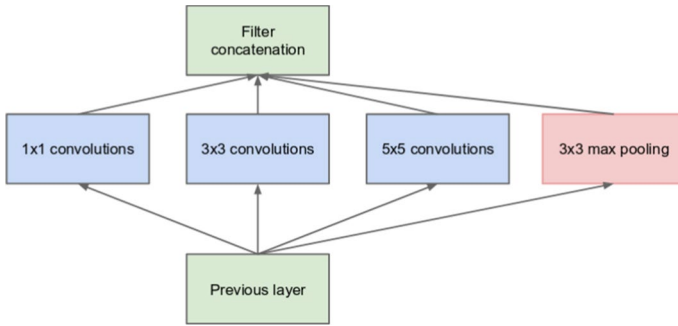 Filter
concatenation
1x1 convolutions
3x3 convolutions
5x5 convolutions
3x3 max pooling
Previous layer